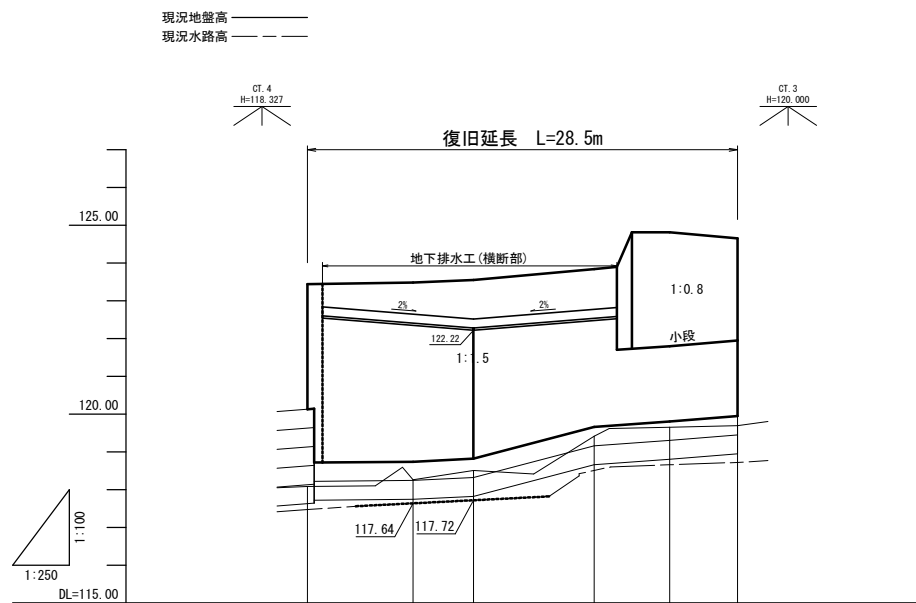 現況地盤高
現況水路高
CT.4
H=118.327
CT.3
H=120.000
復旧延長 L=28.5m
125.00
地下排水工(横断部)
1:0.8
2%
2%
小段
122.22
1:1.5
120.00
117.64
117.72
1:100
1:250
DL=115.00